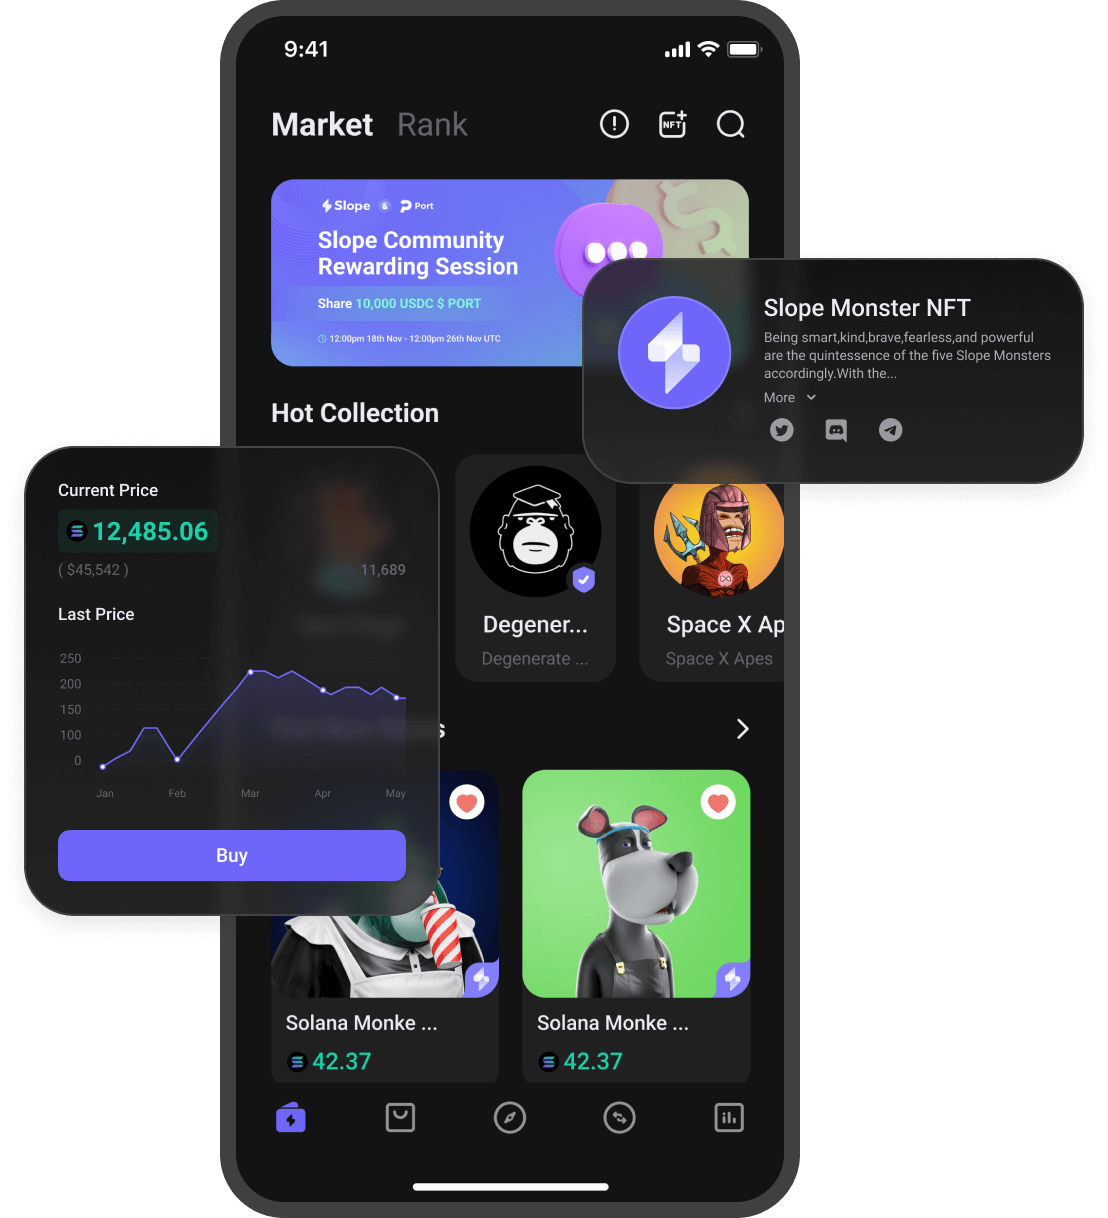 9:41
Market Rank
NFT
Slope & Port
Slope Community
Rewarding Session
Share 10,000 USDC $ PORT
12:00pm 18th Nov - 12:00pm 26th Nov UTC
Slope Monster NFT
Being smart,kind,brave,fearless,and powerful
are the quintessence of the five Slope Monsters
accordingly.With the...
More
Hot Collection
Current Price
12,485.06
( $45,542 )
11,689
Last Price
250
200
150
100
0
Jan Feb Mar Apr May
Buy
Degener...
Degenerate ...
Space X Ap
Space X Apes
Solana Monke ...
42.37
Solana Monke ...
42.37